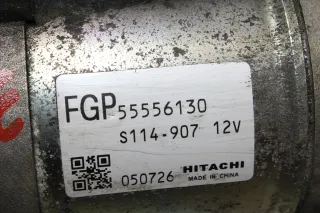 FGP 55556130
S114-907 12V
HITACHI
050726 MADE IN CHINA